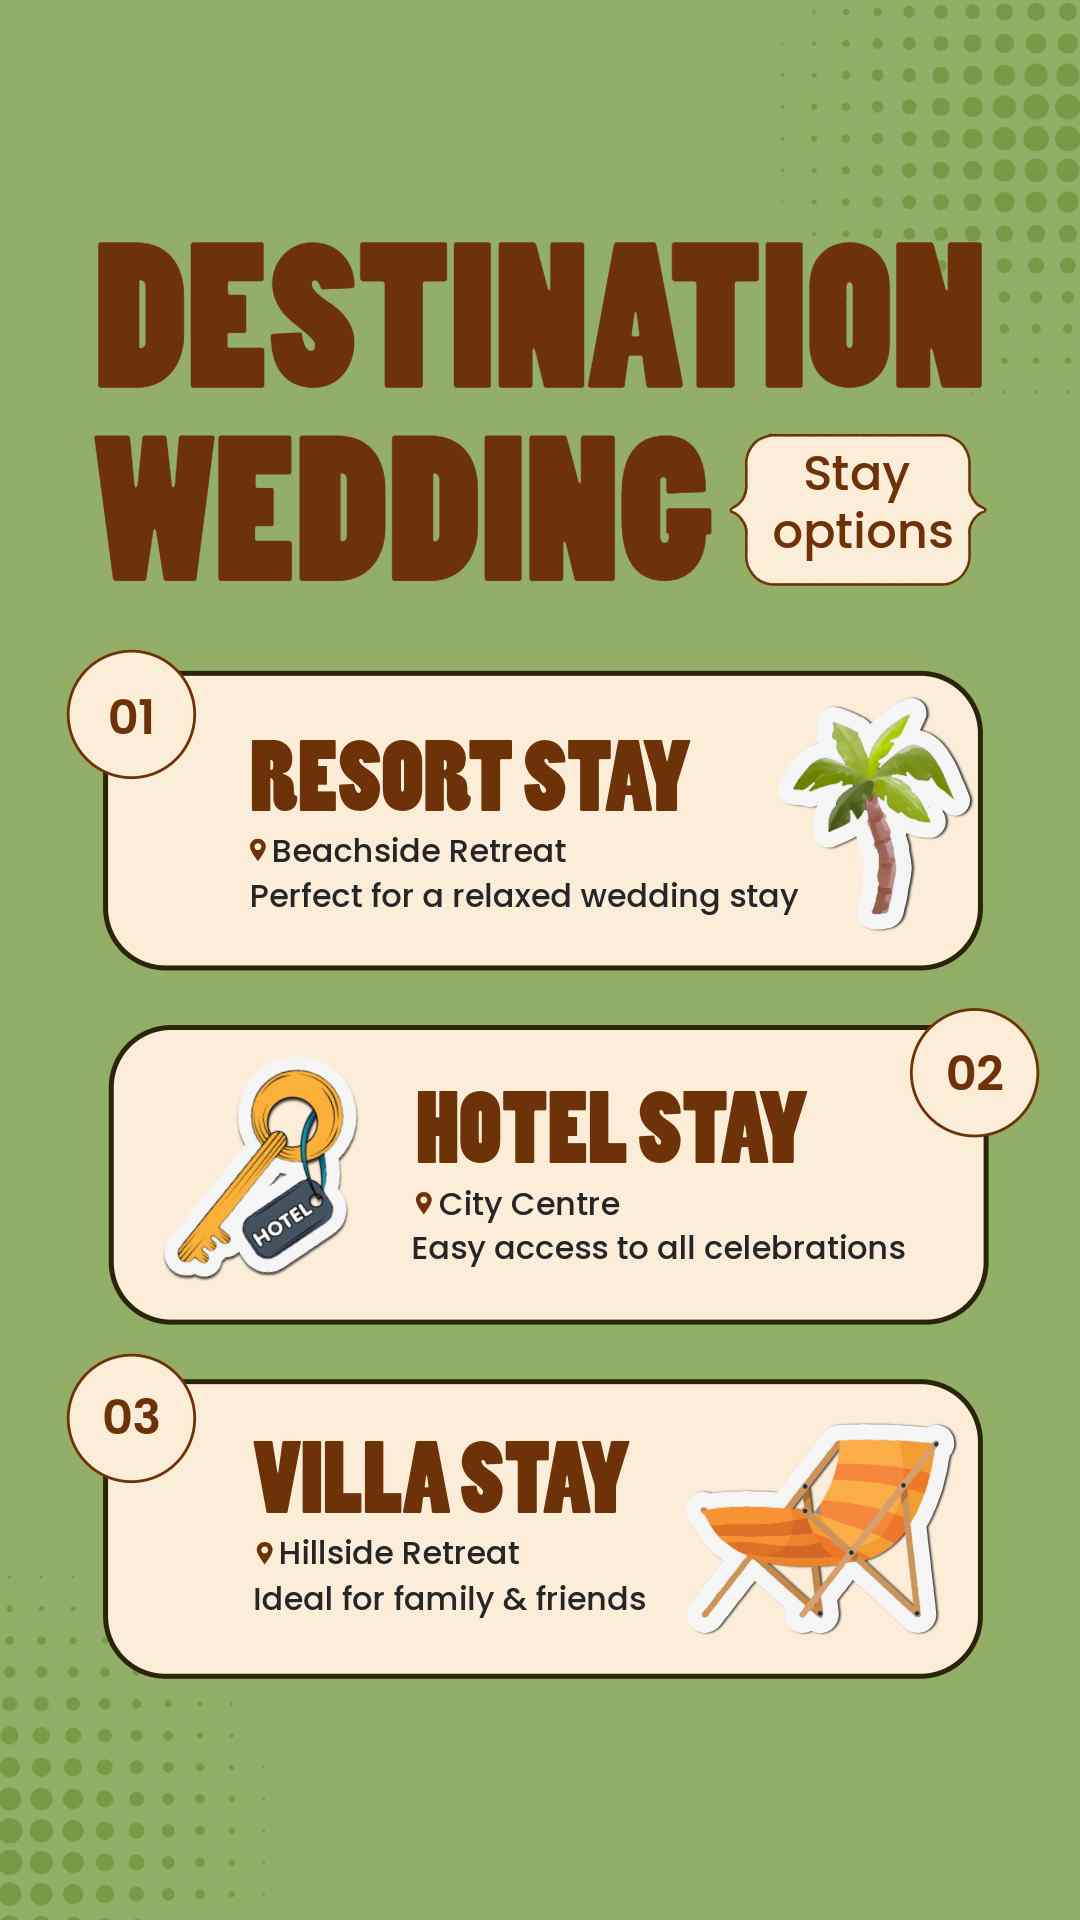 DESTINATION
WEDDING
Stay
options
01
RESORT STAY
Beachside Retreat
Perfect for a relaxed wedding stay
02
HOTEL STAY
City Centre
Easy access to all celebrations
HOTEL
03
VILLA STAY
Hillside Retreat
Ideal for family & friends